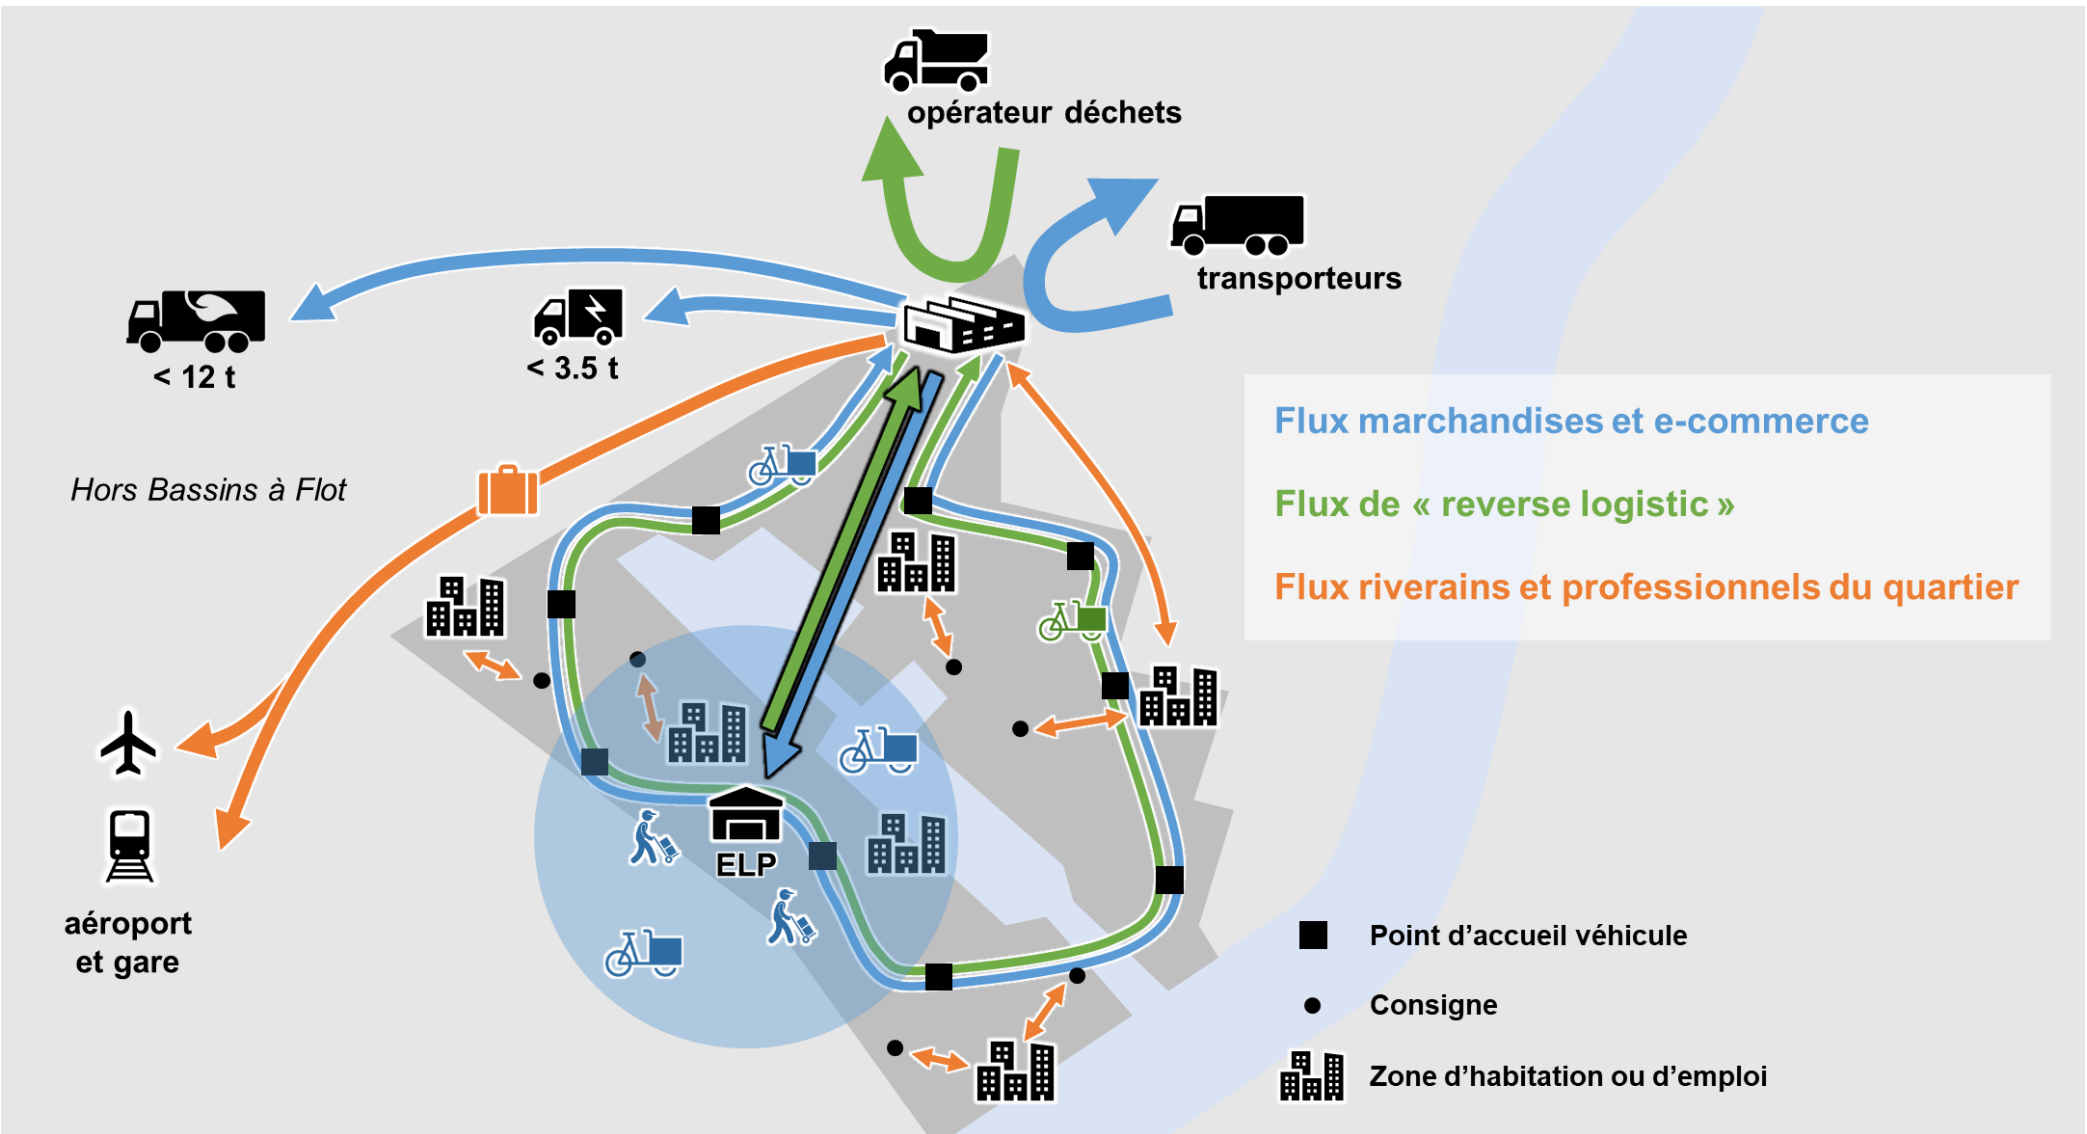 opérateur déchets
transporteurs
< 12 t
< 3.5 t
Flux marchandises et e-commerce
Hors Bassins à Flot
Flux de « reverse logistic »
Flux riverains et professionnels du quartier
ELP
aéroport
et gare
Point d’accueil véhicule
Consigne
Zone d’habitation ou d’emploi